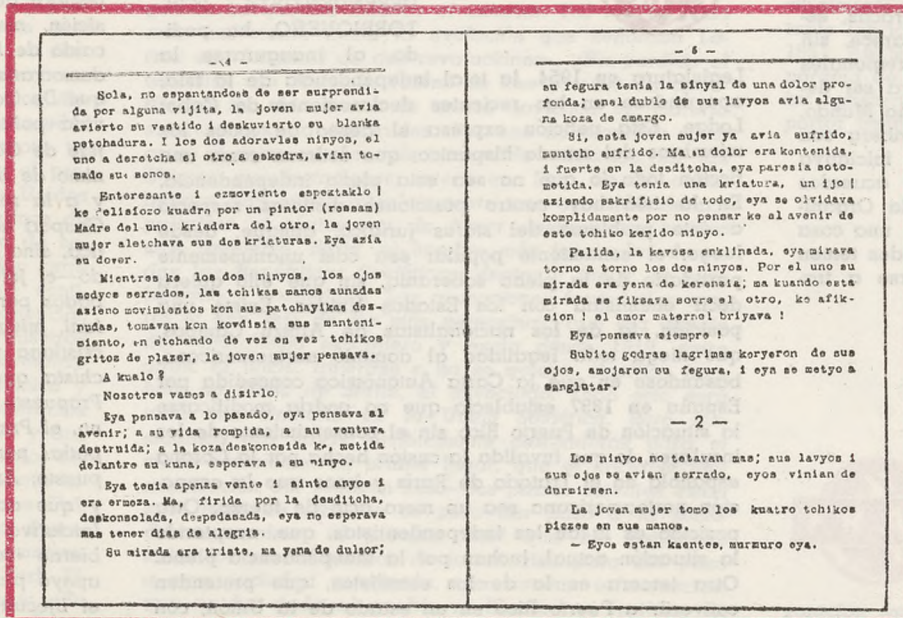 — 4 —
Sola, no espantandose de ser surprendi-
da por alguna vijita, la joven mujer avia
avierto su vestido i deskuvierto su blanka
petchadura. I los dos adoravles ninyos, el
uno a deretcha el otro a eskedra, avian to-
mado sus senos.
Enteresante i ezmoviente espektaklo !
ke delisiozo kuadro por un pintor (ressam)
Madre del uno kriadera del otro, la joven
mujer aletchava sus dos kriaturas. Eya azia
su dover.
Mientres ke los dos ninyos, los ojos
medyos serrados, las tchikas manos bunadas
azieno movimientos kon sus patchayikas des-
nudas, tomavan kon avedistad sus manteni-
miento, en etchando de vez en vez tchikos
gritos de plazer, la joven mujer pensava.
A kualo ?
Nozotros vamos a dizirlo.
Eya pensava a lo pasado eya pensava al
avenir; a su vida rompida, a su ventura
destruida; a la koza deskonosida ke, metida
delantre su kuna, esperava a su ninyo.
Eya tenia kenza vente i sinto anyos i
era ermoza. Ma, firida por la desditcha,
deskonsolada, despedasada, eya no esperava
mas tener dias de alegria.
Su mirada era triste, ma yena de dulsor;
— 5 —
su fegura tenia la sinyal de una dolor pro-
fonda; en el duble de sus lavyos avia algu-
na koza de amargo.
Si, esta joven mujer ya avia sufrido,
muntcho sufrido. Ma su dolor era kontenida,
i fuerte en la desditcha, eya paresia soto-
metida. Eya tenia una kriatura, un ijo;
aziendo sakrifisio de todo, eya se olvidava
komplidamente por no pensar ke al avenir de
este tchiko kerido ninyo.
Palida, la kavesa enklinada, eya mirava
torno a torno los dos ninyos. Por el uno su
mirada era yena de kerensia; ma kuando esta
mirada se fiksava sovre el otro, ke afik-
sion ! el amor maternel briyava !
Eya pensava siempre !
Subito godras lagrimas koryeron de sus
ojos, amojaron su fegura, i eya se metyo a
sanglutar.
— 2 —
Los ninyos no tetavan mas; sus lavyos i
sus ojos se avian serrado, eyos vinian de
dormirsen.
La joven mujer tomo los kuatro tchikos
piezes en sus manos.
— Eyos estan kaentes, murmuro eya.